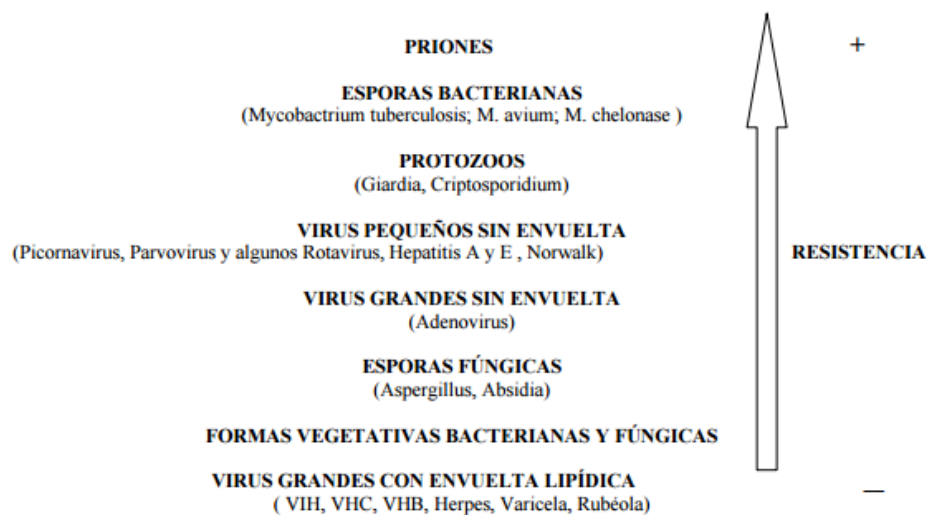 PRIONES
+
ESPORAS BACTERIANAS
(Mycobactrium tuberculosis; M. avium; M. chelonase )
PROTOZOOS
(Giardia, Criptosporidium)
VIRUS PEQUEÑOS SIN ENVUELTA
(Picornavirus, Parvovirus y algunos Rotavirus, Hepatitis A y E , Norwalk)
RESISTENCIA
VIRUS GRANDES SIN ENVUELTA
(Adenovirus)
ESPORAS FÚNGICAS
(Aspergillus, Absidia)
FORMAS VEGETATIVAS BACTERIANAS Y FÚNGICAS
VIRUS GRANDES CON ENVUELTA LIPÍDICA
( VIH, VHC, VHB, Herpes, Varicela, Rubéola)
—